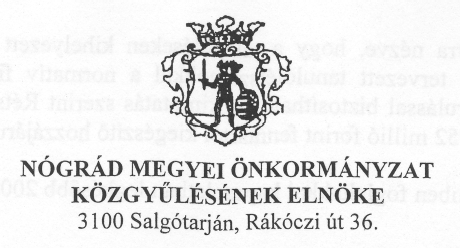 NÓGRÁD MEGYEI ÖNKORMÁNYZAT
KÖZGYŰLÉSÉNEK ELNÖKE
3100 Salgótarján, Rákóczi út 36.